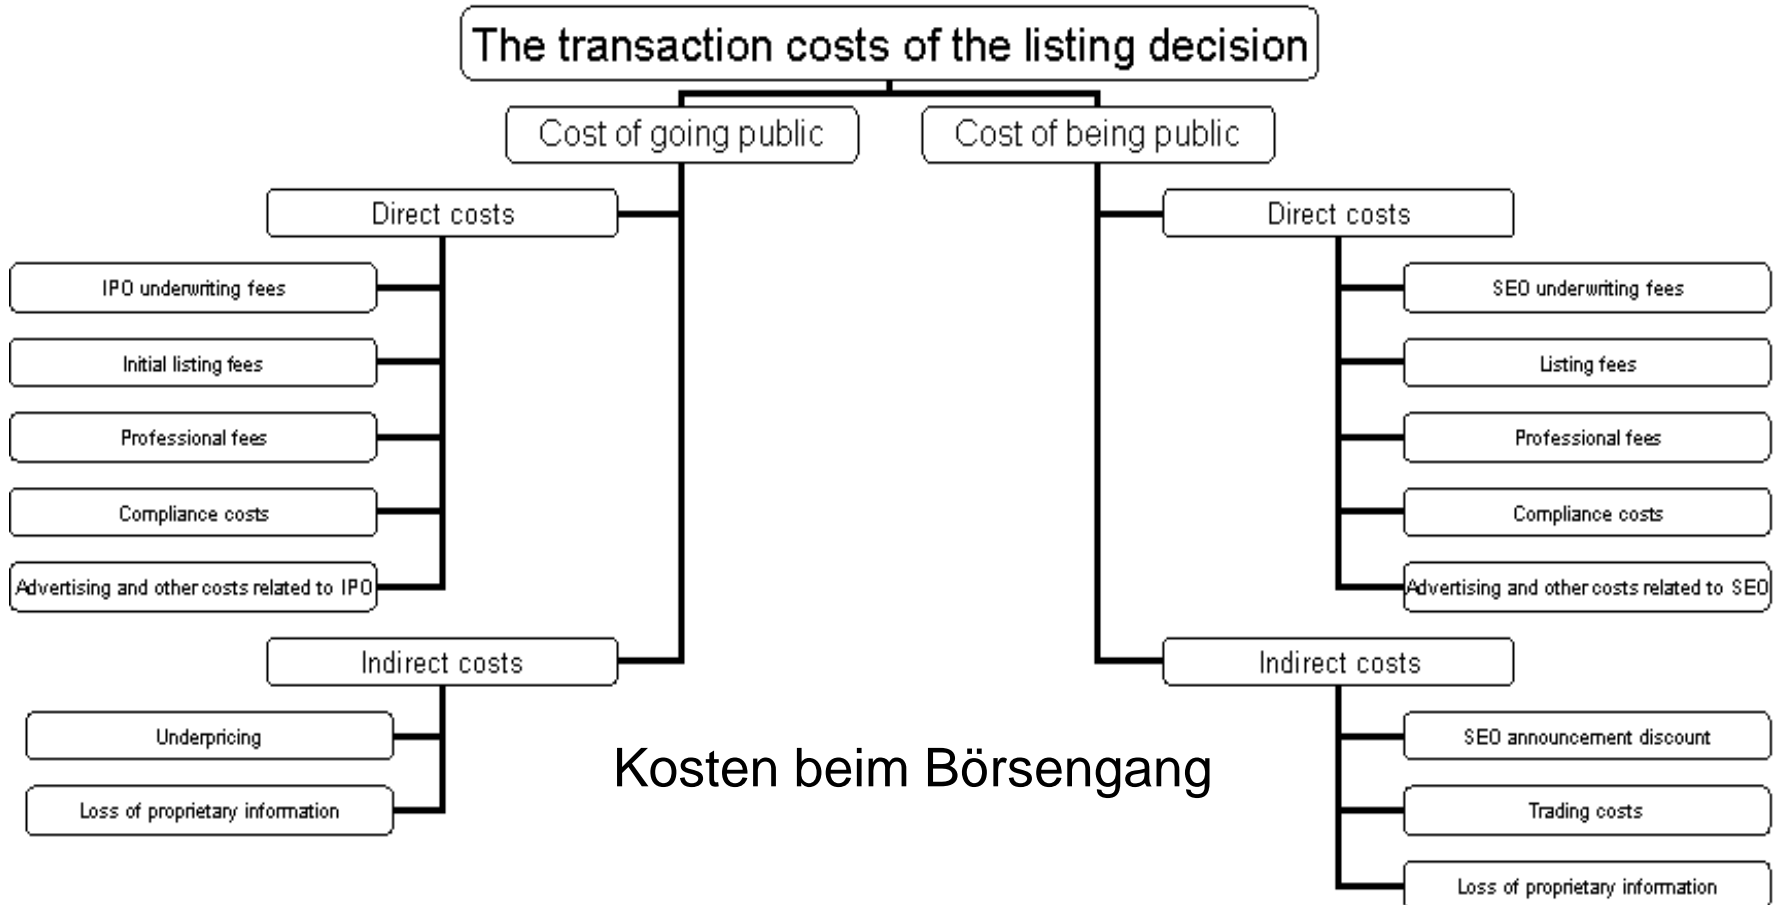 The transaction costs of the listing decision
Cost of going public
Cost of being public
Direct costs
Direct costs
IPO underwriting fees
SEO underwriting fees
Initial listing fees
Listing fees
Professional fees
Professional fees
Compliance costs
Compliance costs
Advertising and other costs related to IPO
Advertising and other costs related to SEO
Indirect costs
Indirect costs
Underpricing
SEO announcement discount
Kosten beim Börsengang
Loss of proprietary information
Trading costs
Loss of proprietary information